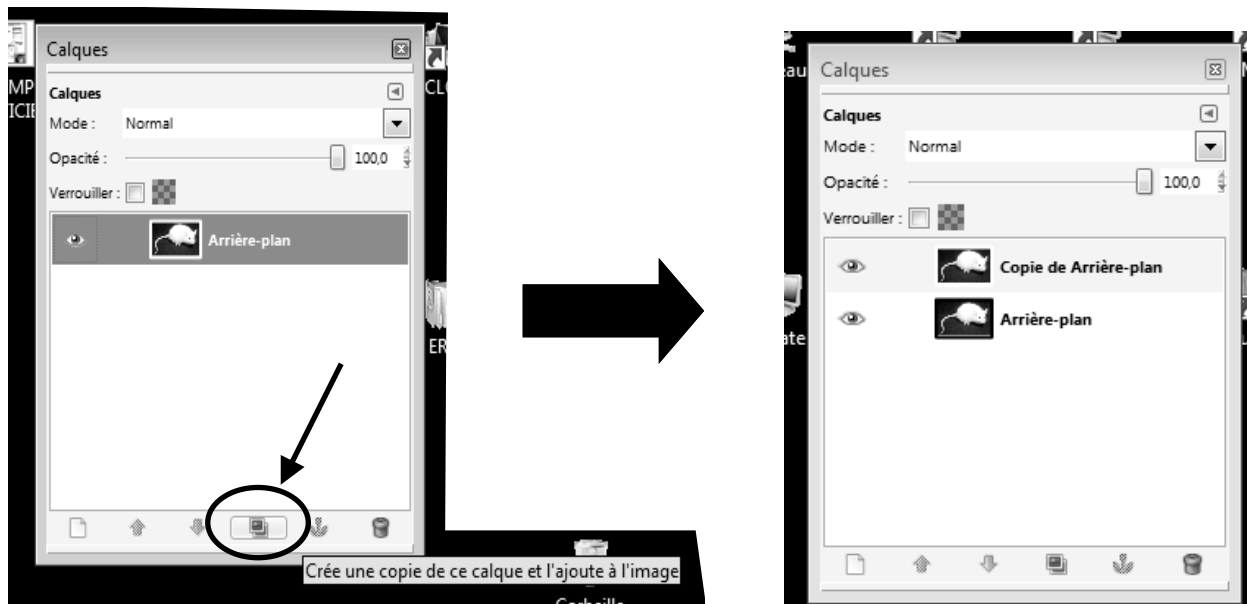 Calques
Calques
Mode : Normal
Opacité : 100,0
Verrouiller :
Arrière-plan
Crée une copie de ce calque et l'ajoute à l'image
Calques
Calques
Mode : Normal
Opacité : 100,0
Verrouiller :
Copie de Arrière-plan
Arrière-plan